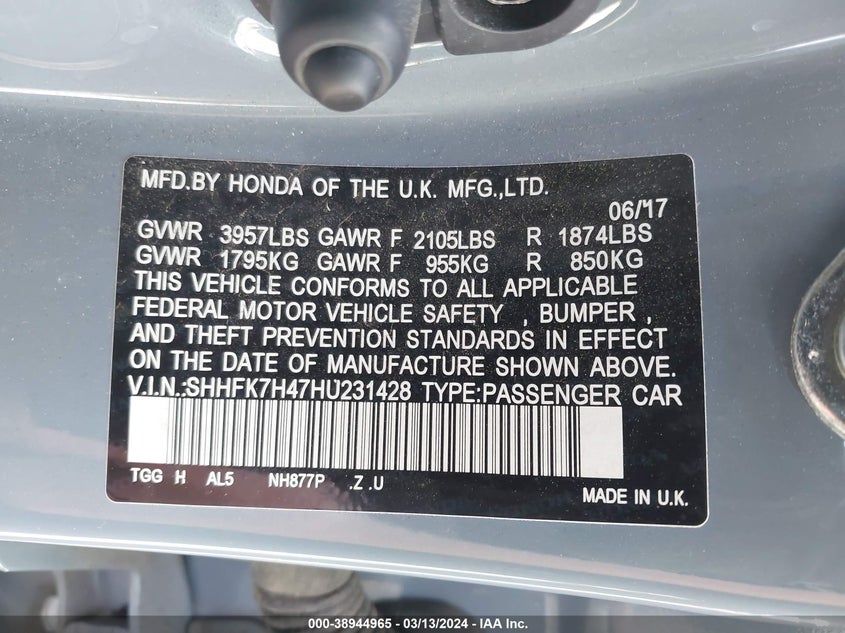 MFD.BY HONDA OF THE U.K. MFG.,LTD.
06/'17
GVWR 3957LBS GAWR F 2105LBS R 1874LBS
GVWR 1795KG GAWR F 955KG R 850KG
THIS VEHICLE CONFORMS TO ALL APPLICABLE
FEDERAL MOTOR VEHICLE SAFETY , BUMPER ,
AND THEFT PREVENTION STANDARDS IN EFFECT
ON THE DATE OF MANUFACTURE SHOWN ABOVE.
V.I.N.:SHHFK7H47HU231428 TYPE:PASSENGER CAR
TGG H AL5 NH877P .Z .U
MADE IN U.K.
000-38944965 - 03/13/2024 - IAA Inc.